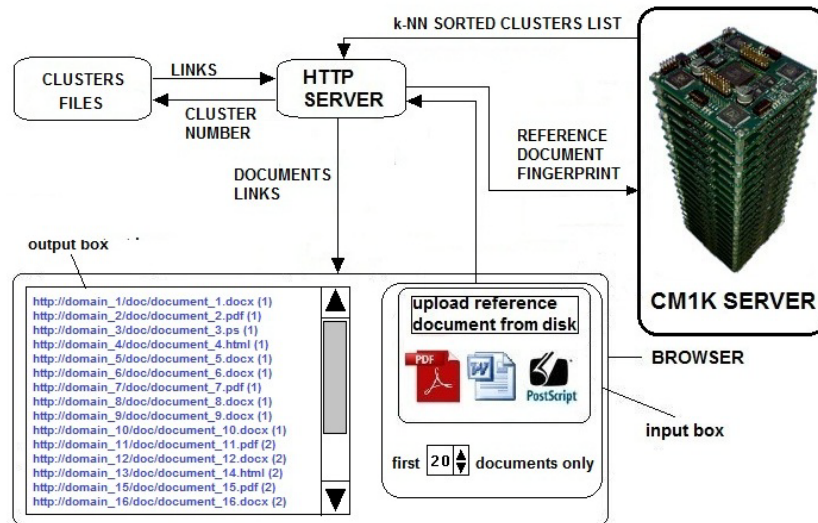 k-NN SORTED CLUSTERS LIST
CLUSTERS
FILES
LINKS
HTTP
SERVER
CLUSTER
NUMBER
REFERENCE
DOCUMENT
FINGERPRINT
DOCUMENTS
LINKS
CM1K SERVER
output box
http://domain_1/doc/document_1.docx (1)
http://domain_2/doc/document_2.pdf (1)
http://domain_3/doc/document_3.ps (1)
http://domain_4/doc/document_4.html (1)
http://domain_5/doc/document_5.docx (1)
http://domain_6/doc/document_6.docx (1)
http://domain_7/doc/document_7.pdf (1)
http://domain_8/doc/document_8.docx (1)
http://domain_9/doc/document_9.docx (1)
http://domain_10/doc/document_10.docx (1)
http://domain_11/doc/document_11.pdf (2)
http://domain_12/doc/document_12.docx (2)
http://domain_13/doc/document_14.html (2)
http://domain_15/doc/document_15.pdf (2)
http://domain_16/doc/document_16.docx (2)
upload reference
document from disk
PDF
W
PostScript
first 20 documents only
BROWSER
input box